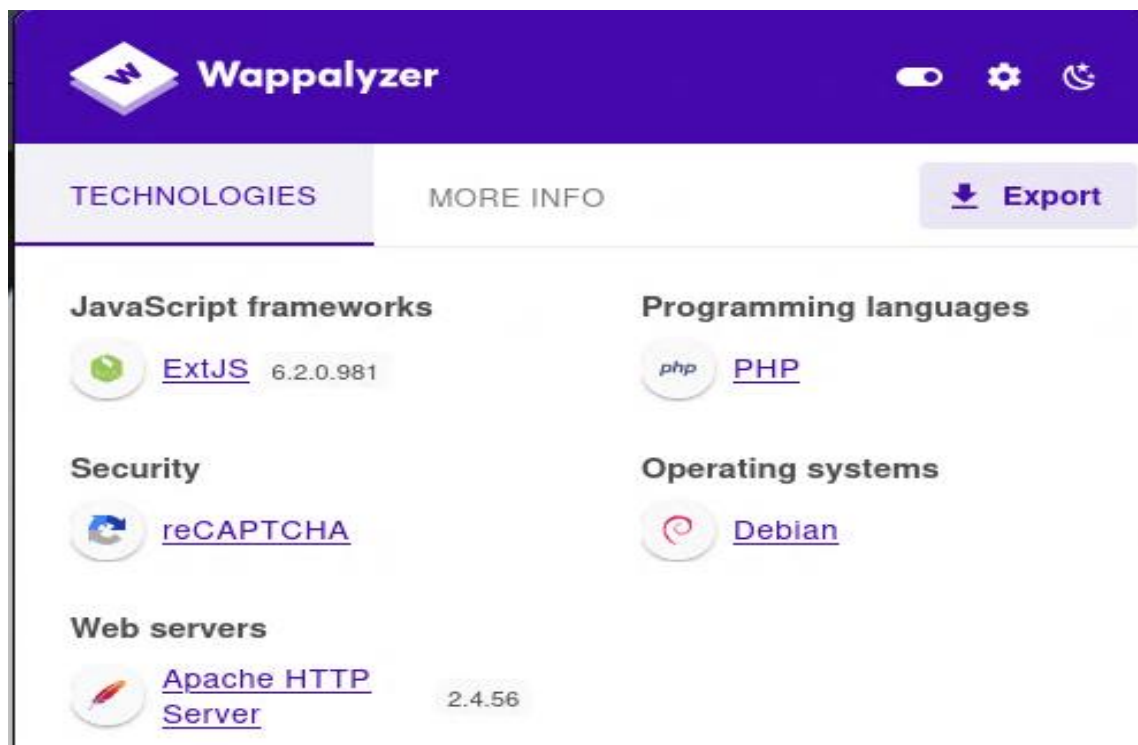 Wappalyzer
TECHNOLOGIES
MORE INFO
Export
JavaScript frameworks
ExtJS 6.2.0.981
Programming languages
php PHP
Security
reCAPTCHA
Operating systems
Debian
Web servers
Apache HTTP
Server
2.4.56